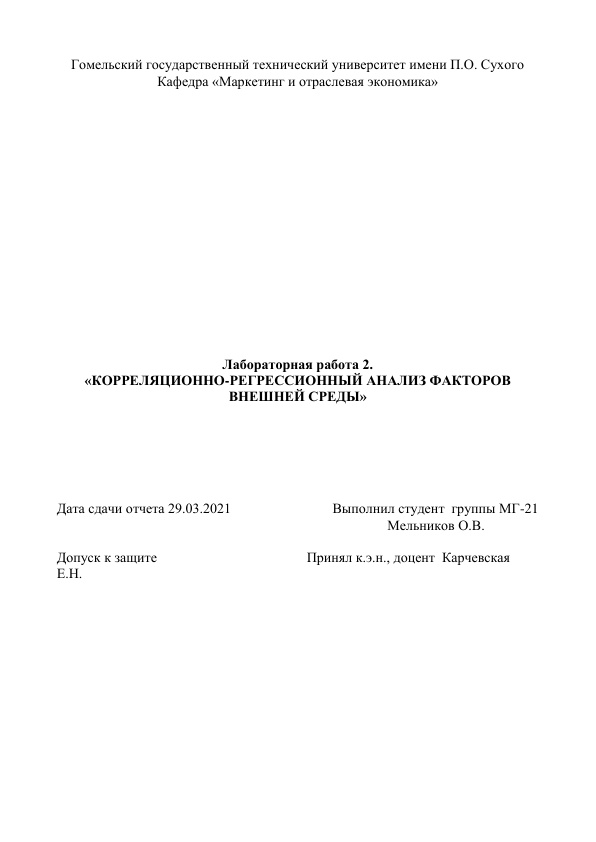 Гомельский государственный технический университет имени П.О. Сухого
Кафедра «Маркетинг и отраслевая экономика»
Лабораторная работа 2.
«КОРРЕЛЯЦИОННО-РЕГРЕССИОННЫЙ АНАЛИЗ ФАКТОРОВ
ВНЕШНЕЙ СРЕДЫ»
Дата сдачи отчета 29.03.2021 Выполнил студент группы МГ-21
Мельников О.В.
Допуск к защите Принял к.э.н., доцент Карчевская
Е.Н.